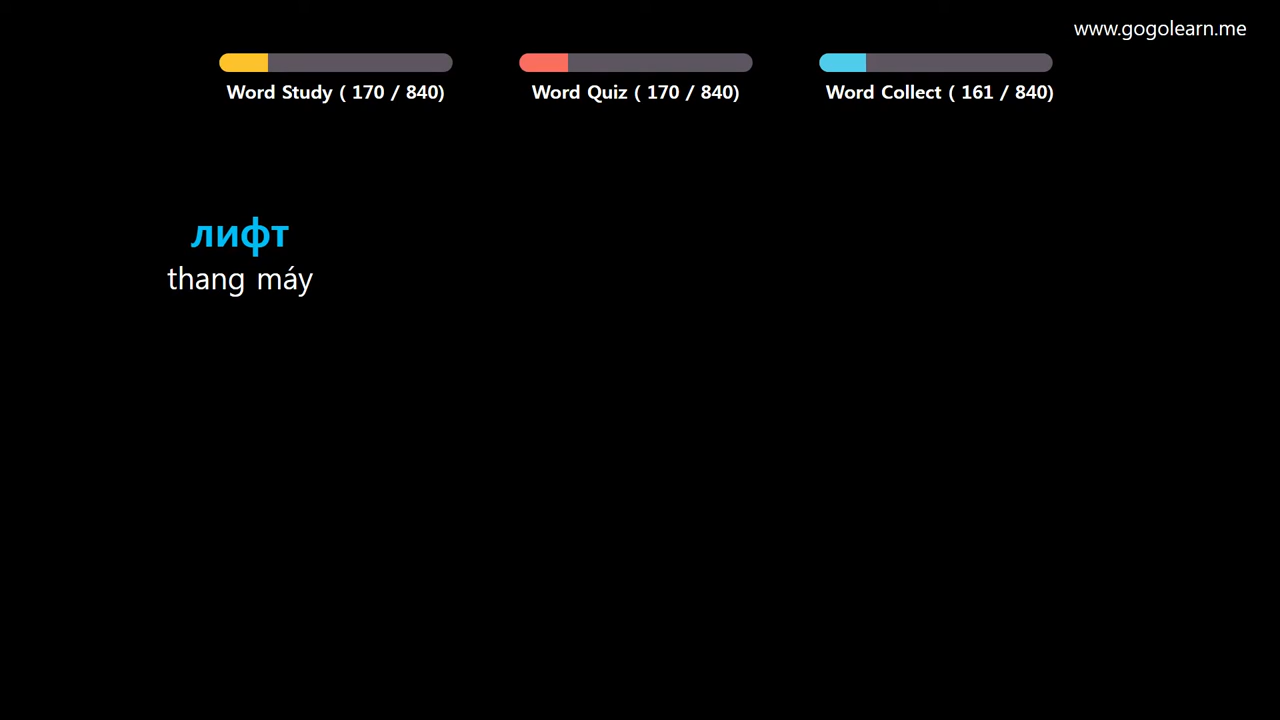 www.gogolearn.me
Word Study ( 170 / 840)
Word Quiz ( 170 / 840)
Word Collect ( 161 / 840)
лифт
thang máy